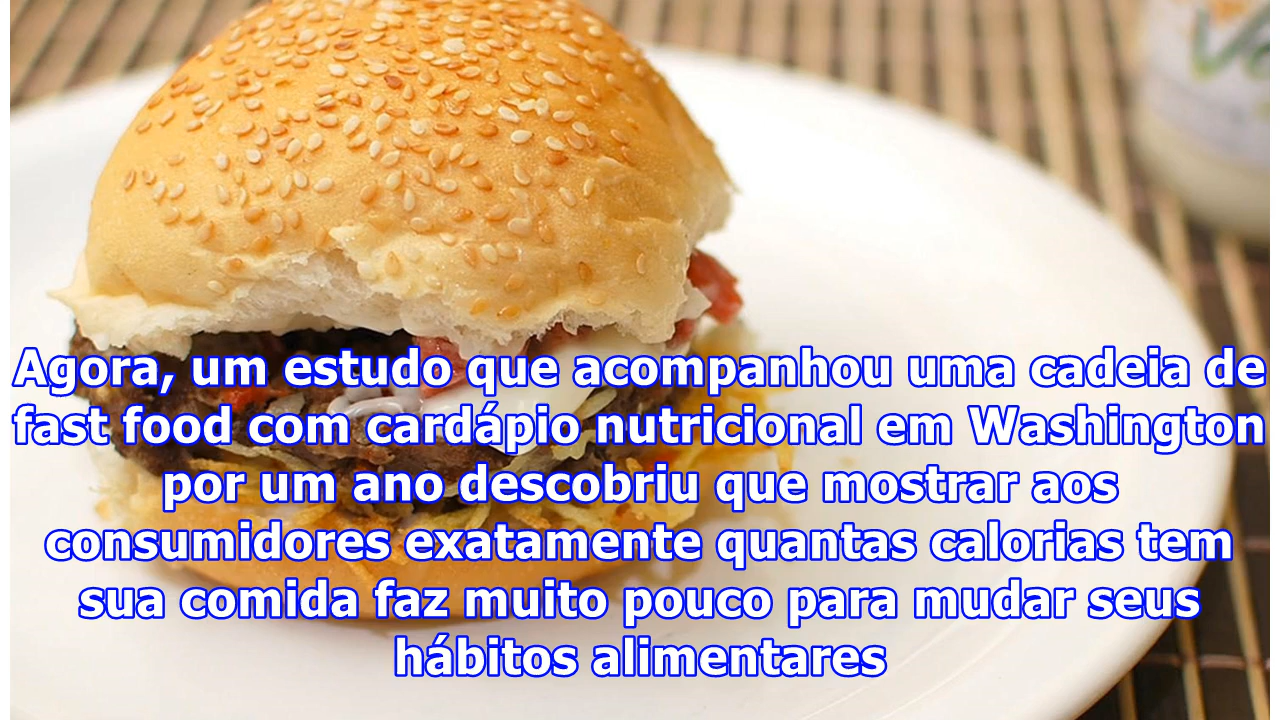 Agora, um estudo que acompanhou uma cadeia de
fast food com cardápio nutricional em Washington
por um ano descobriu que mostrar aos
consumidores exatamente quantas calorias tem
sua comida faz muito pouco para mudar seus
hábitos alimentares